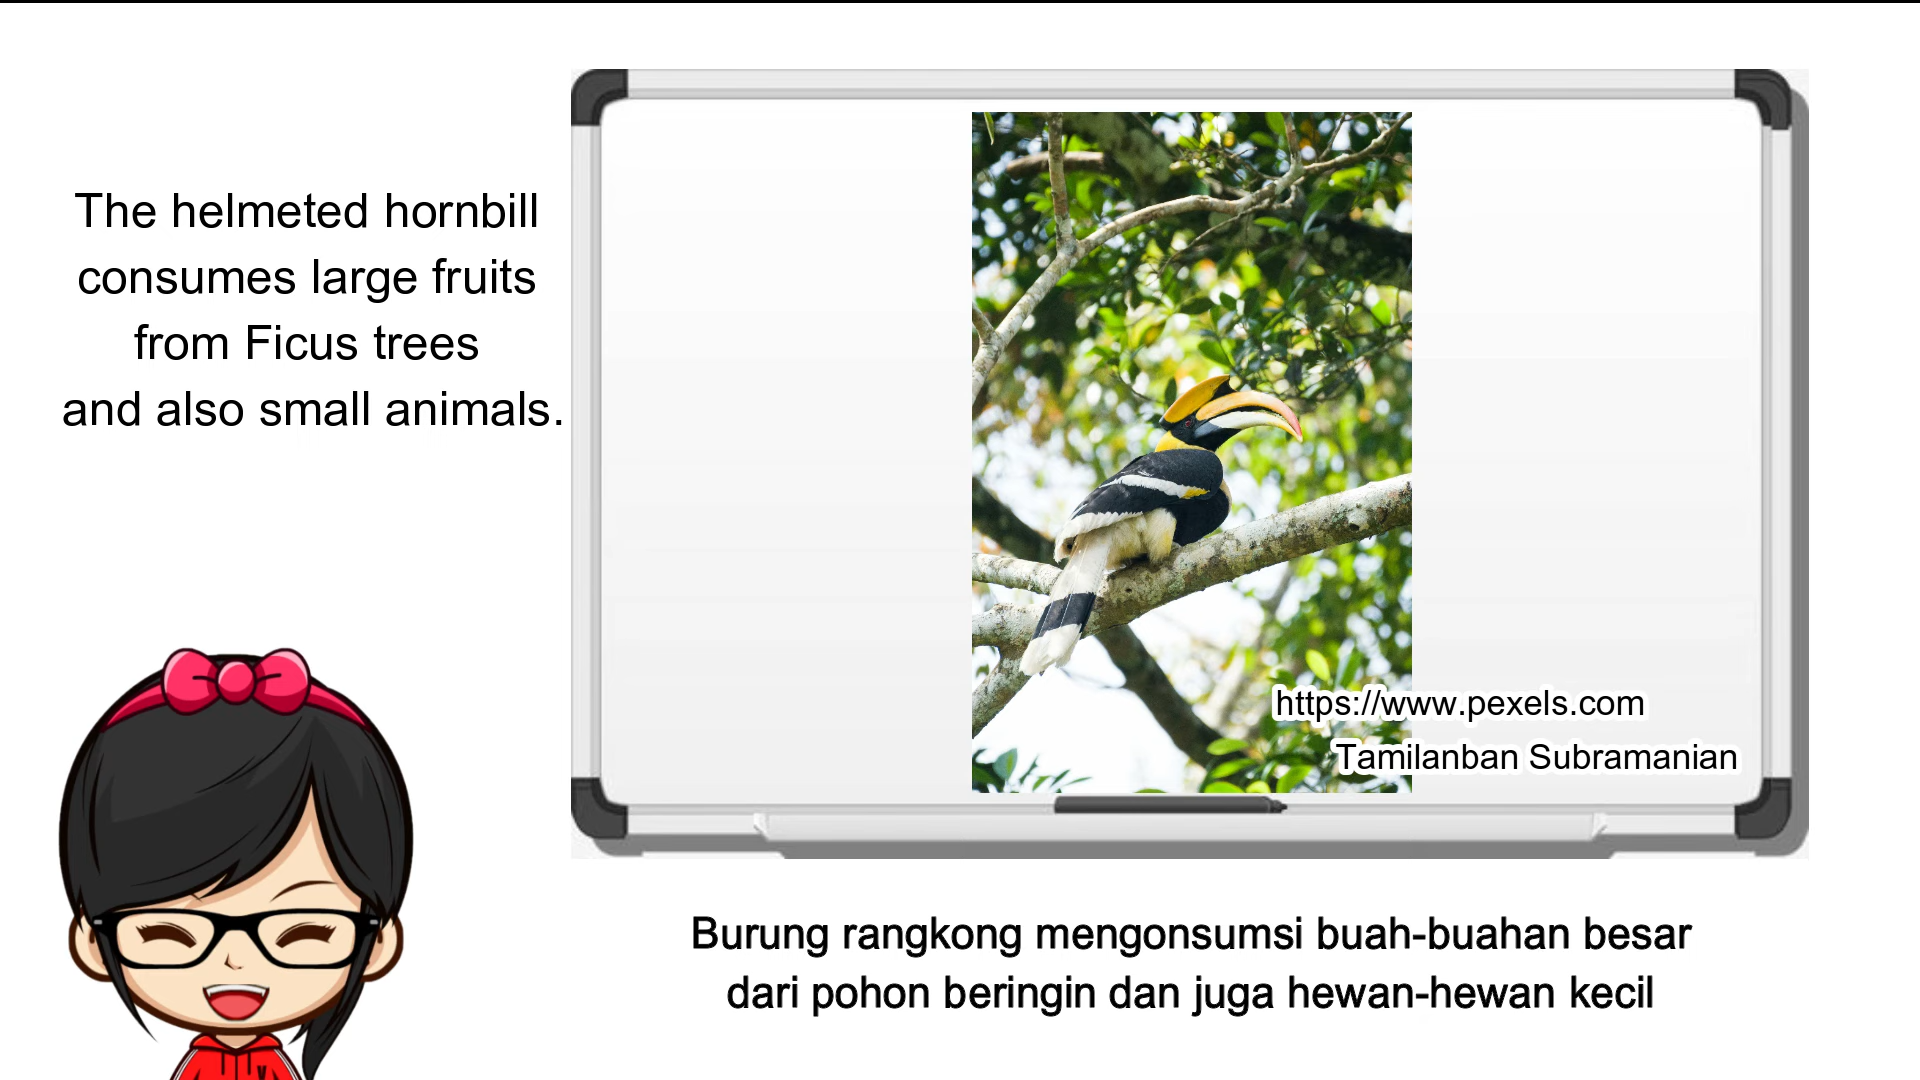 The helmeted hornbill
consumes large fruits
from Ficus trees
and also small animals.
https://www.pexels.com
Tamilanban Subramanian
Burung rangkong mengonsumsi buah-buahan besar
dari pohon beringin dan juga hewan-hewan kecil